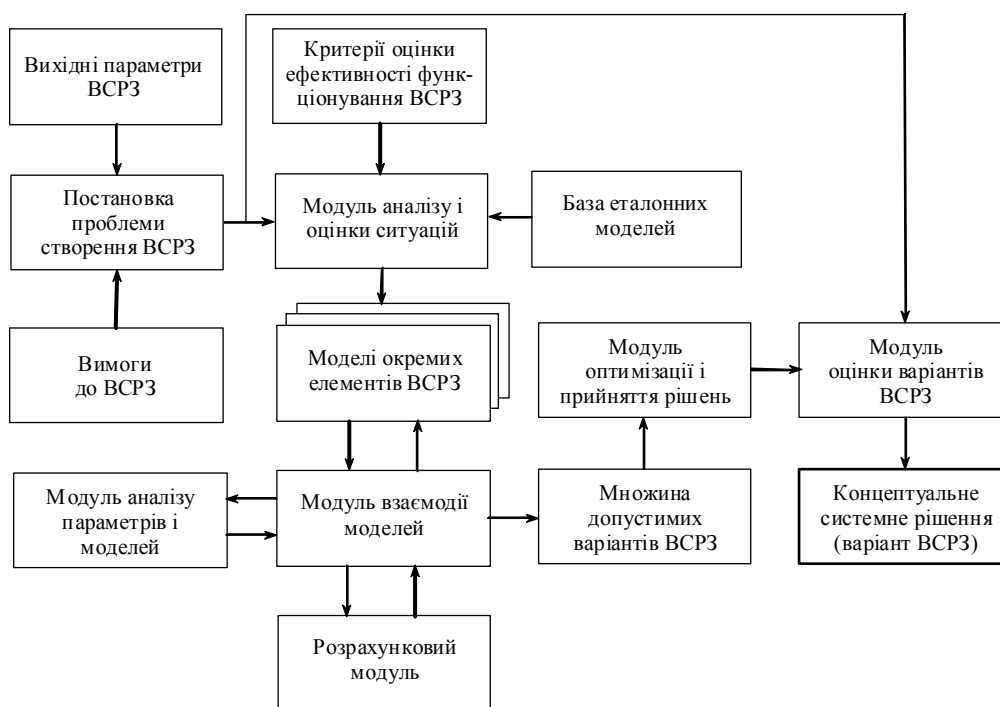 Вихідні параметри
ВСРЗ
Критерії оцінки
ефективності функ-
ціонування ВСРЗ
Постановка
проблеми
створення ВСРЗ
Модуль аналізу і
оцінки ситуацій
База еталонних
моделей
Вимоги
до ВСРЗ
Моделі окремих
елементів ВСРЗ
Модуль
оптимізації і
прийняття рішень
Модуль
оцінки варіантів
ВСРЗ
Модуль аналізу
параметрів і
моделей
Модуль взаємодії
моделей
Множина
допустимих
варіантів ВСРЗ
Концептуальне
системне рішення
(варіант ВСРЗ)
Розрахунковий
модуль